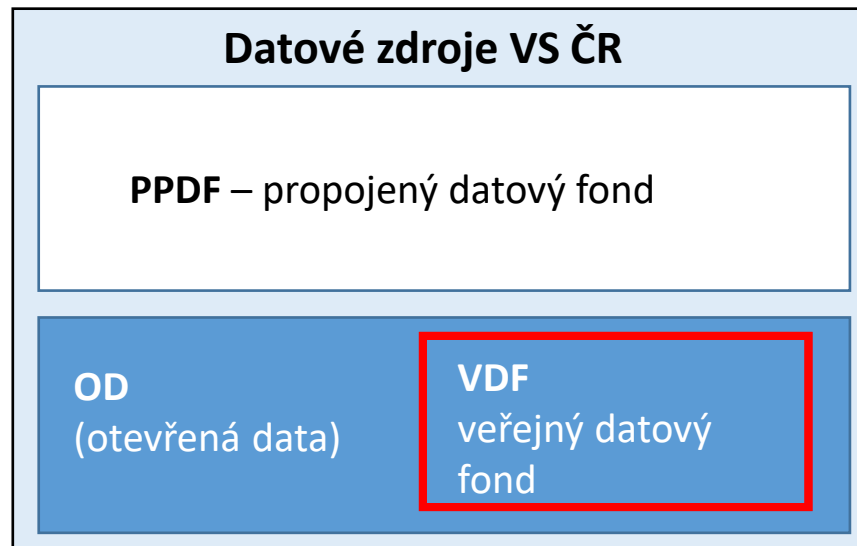 Datové zdroje VS ČR
PPDF – propojený datový fond
OD
(otevřená data)
VDF
veřejný datový
fond